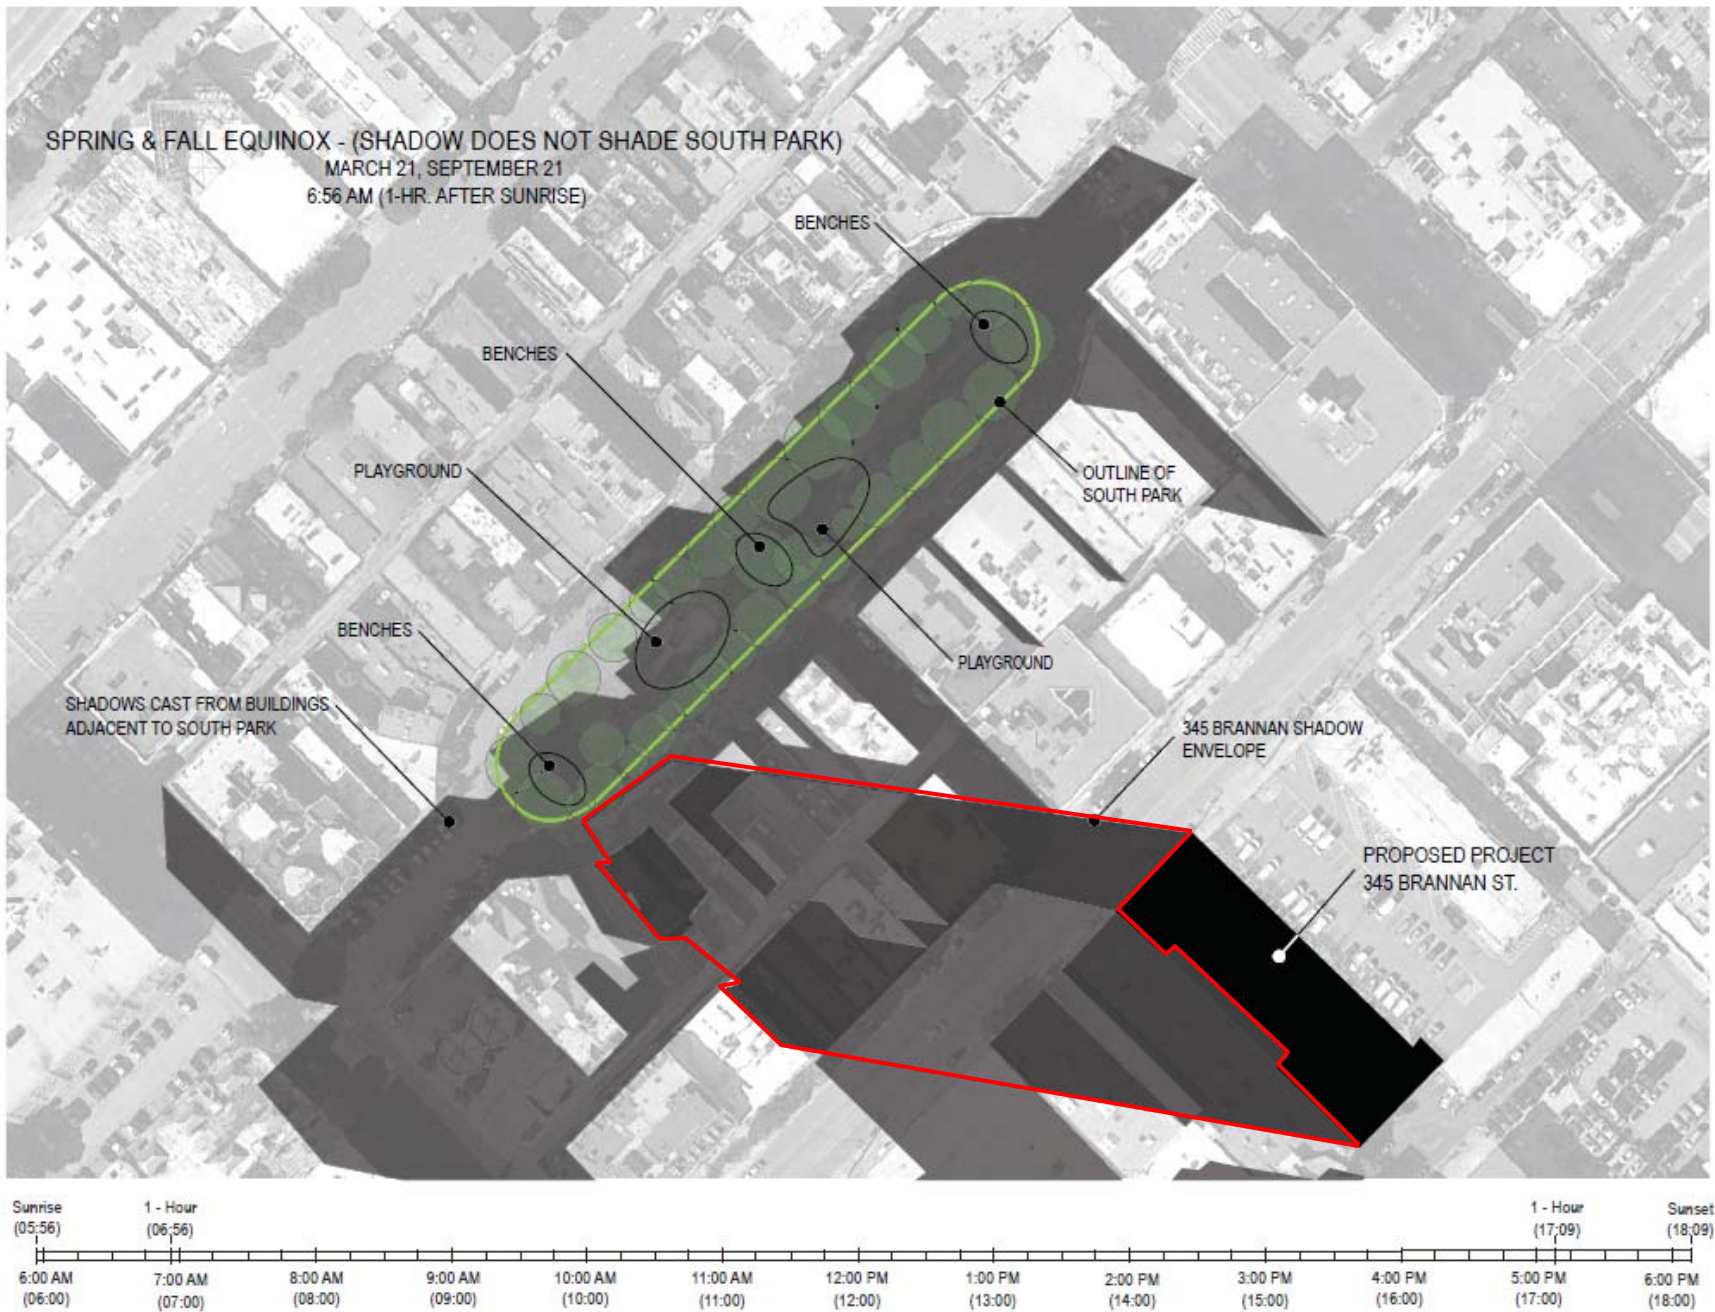 SPRING & FALL EQUINOX - (SHADOW DOES NOT SHADE SOUTH PARK)
MARCH 21, SEPTEMBER 21
6:56 AM (1-HR. AFTER SUNRISE)
BENCHES
BENCHES
PLAYGROUND
OUTLINE OF
SOUTH PARK
BENCHES
PLAYGROUND
SHADOWS CAST FROM BUILDINGS
ADJACENT TO SOUTH PARK
345 BRANNAN SHADOW
ENVELOPE
PROPOSED PROJECT
345 BRANNAN ST.
Sunrise
(05:56)
1 - Hour
(06:56)
1 - Hour
(17:09)
Sunset
(18:09)
6:00 AM
(06:00)
7:00 AM
(07:00)
8:00 AM
(08:00)
9:00 AM
(09:00)
10:00 AM
(10:00)
11:00 AM
(11:00)
12:00 PM
(12:00)
1:00 PM
(13:00)
2:00 PM
(14:00)
3:00 PM
(15:00)
4:00 PM
(16:00)
5:00 PM
(17:00)
6:00 PM
(18:00)